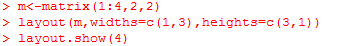 > m<-matrix(1:4,2,2)
> layout(m,widths=c(1,3),heights=c(3,1))
> layout.show(4)